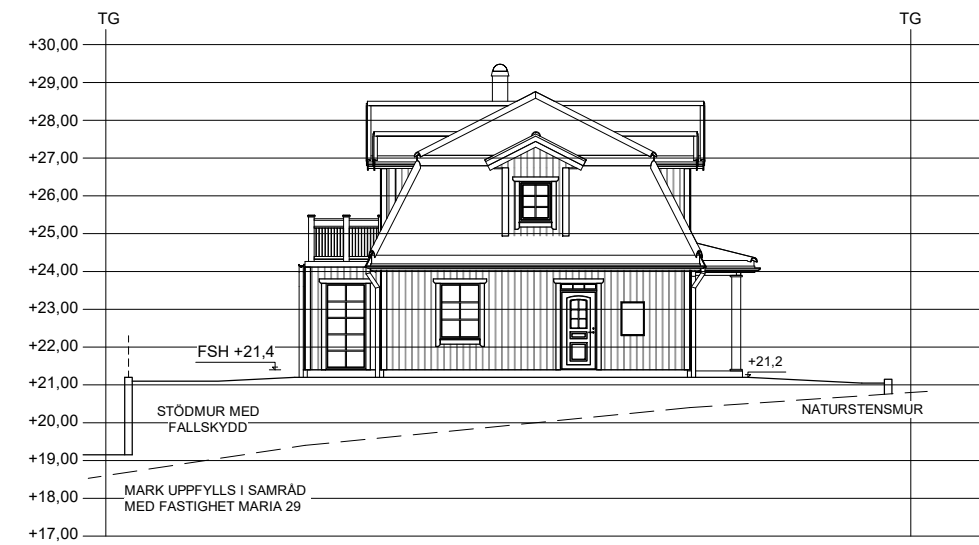 TG TG
+30,00
+29,00
+28,00
+27,00
+26,00
+25,00
+24,00
+23,00
+22,00
FSH +21,4
+21,2
+21,00
STÖDMUR MED
FALLSKYDD
NATURSTENSMUR
+20,00
+19,00
MARK UPPFYLLS I SAMRÅD
MED FASTIGHET MARIA 29
+18,00
+17,00